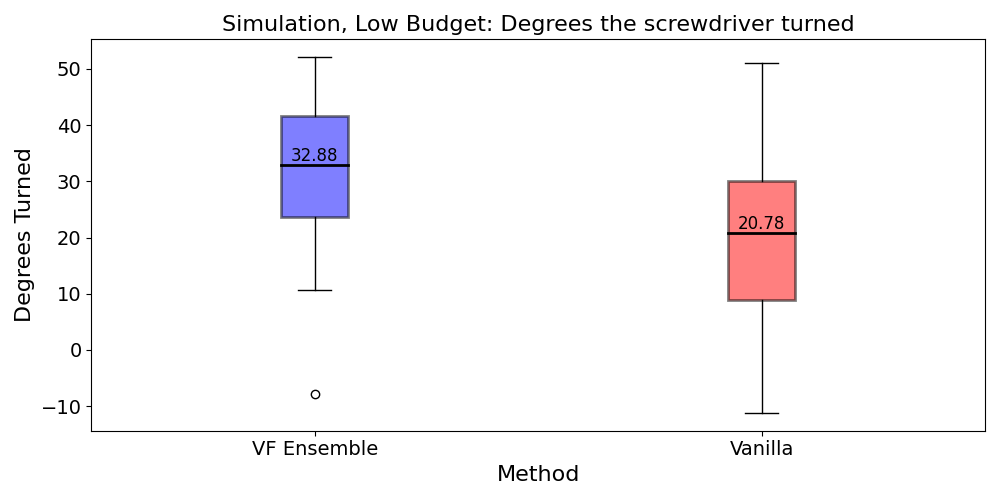 Simulation, Low Budget: Degrees the screwdriver turned
Degrees Turned
50
40
30
20
10
0
−10
32.88
20.78
VF Ensemble
Vanilla
Method